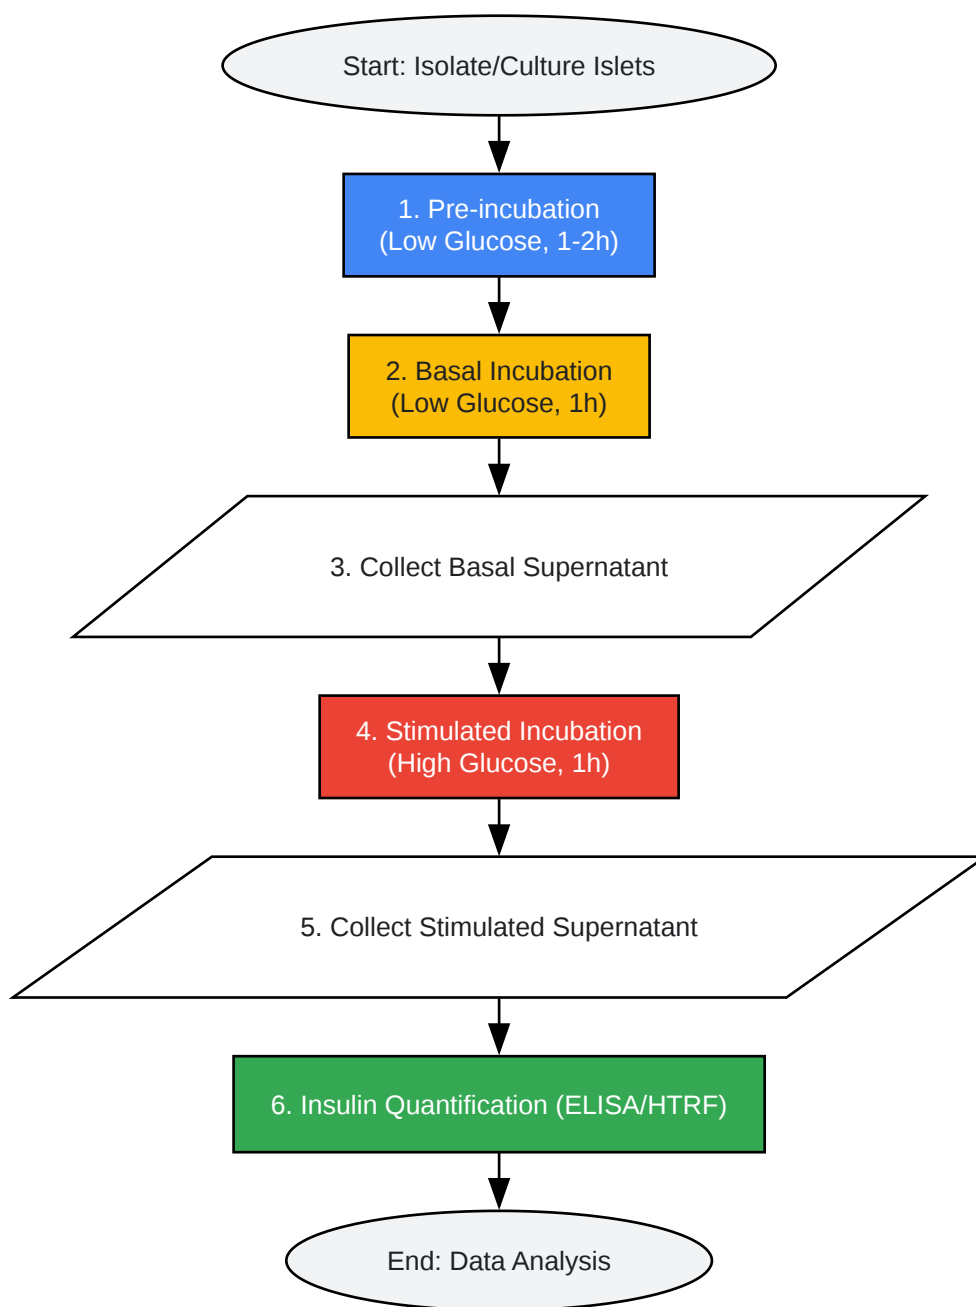 Start: Isolate/Culture Islets
1. Pre-incubation
(Low Glucose, 1-2h)
2. Basal Incubation
(Low Glucose, 1h)
3. Collect Basal Supernatant
4. Stimulated Incubation
(High Glucose, 1h)
5. Collect Stimulated Supernatant
6. Insulin Quantification (ELISA/HTRF)
End: Data Analysis